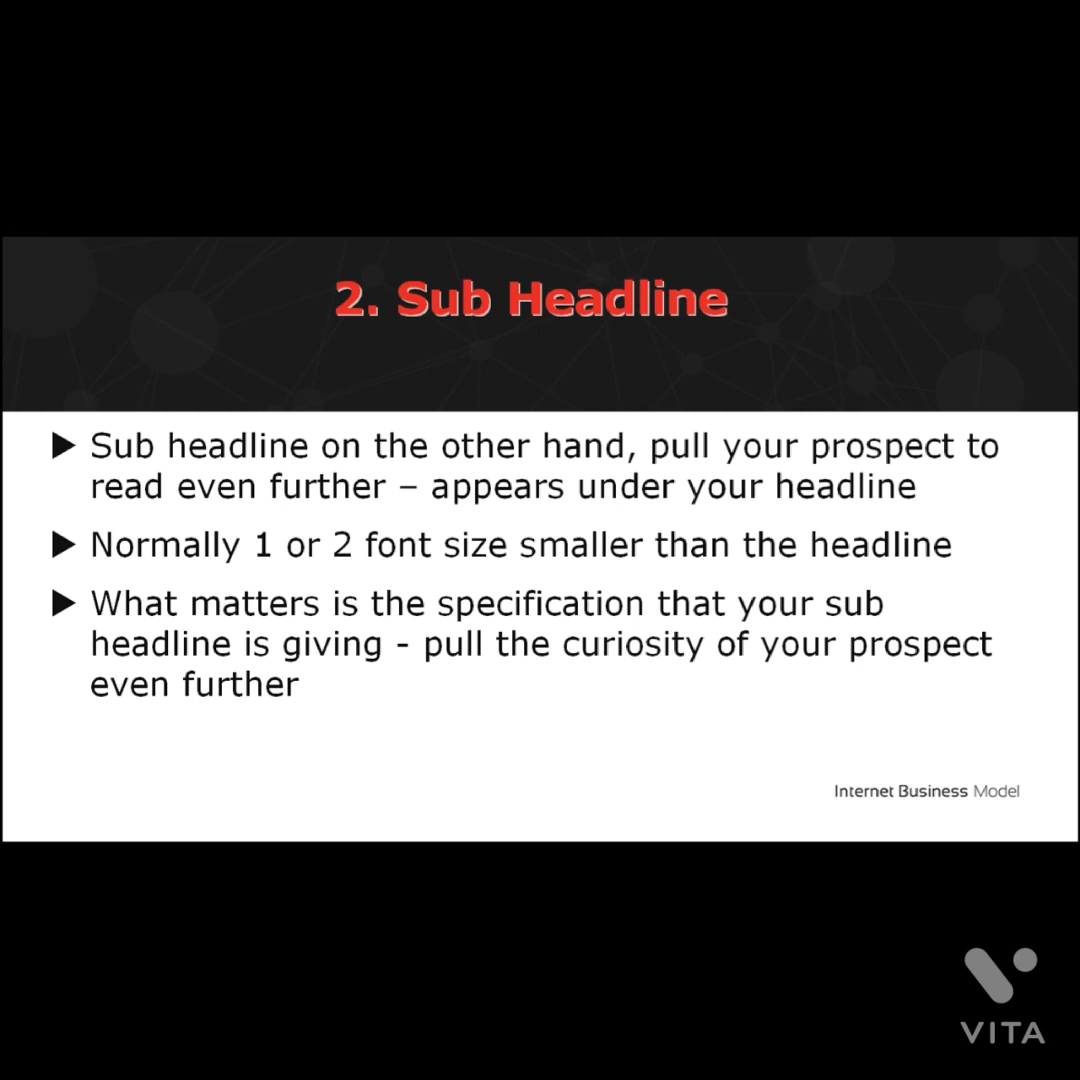 2. Sub Headline
▶ Sub headline on the other hand, pull your prospect to
read even further – appears under your headline
▶ Normally 1 or 2 font size smaller than the headline
▶ What matters is the specification that your sub
headline is giving - pull the curiosity of your prospect
even further
Internet Business Model
VITA